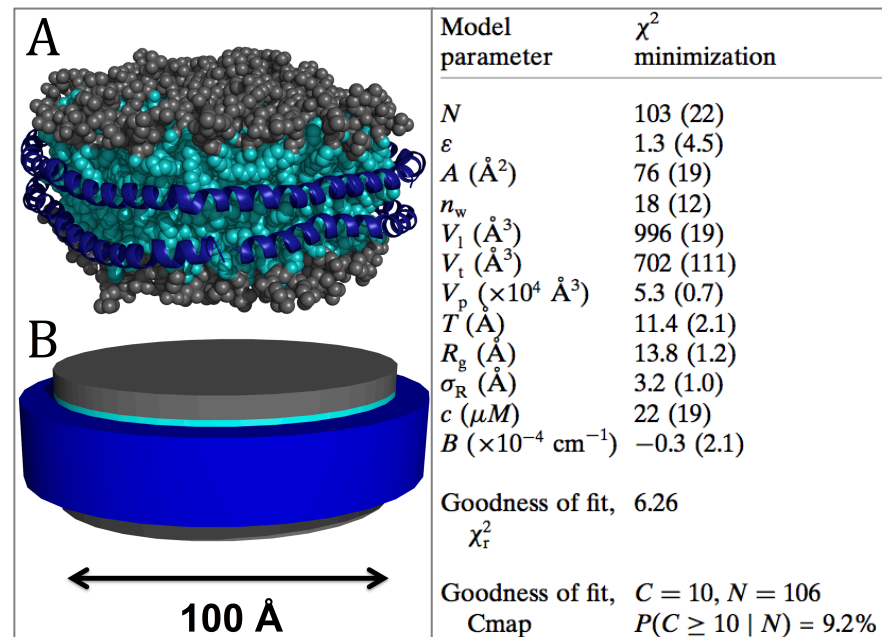 A
B
100 Å
Model parameter
χ² minimization
N 103 (22)
ε 1.3 (4.5)
A (Å²) 76 (19)
n_w 18 (12)
V_l (Å³) 996 (19)
V_t (Å³) 702 (111)
V_p (×10⁴ Å³) 5.3 (0.7)
T (Å) 11.4 (2.1)
R_g (Å) 13.8 (1.2)
σ_R (Å) 3.2 (1.0)
c (μM) 22 (19)
B (×10⁻⁴ cm⁻¹) −0.3 (2.1)
Goodness of fit, 6.26
χ_r²
Goodness of fit, C = 10, N = 106
Cmap P(C ≥ 10 | N) = 9.2%